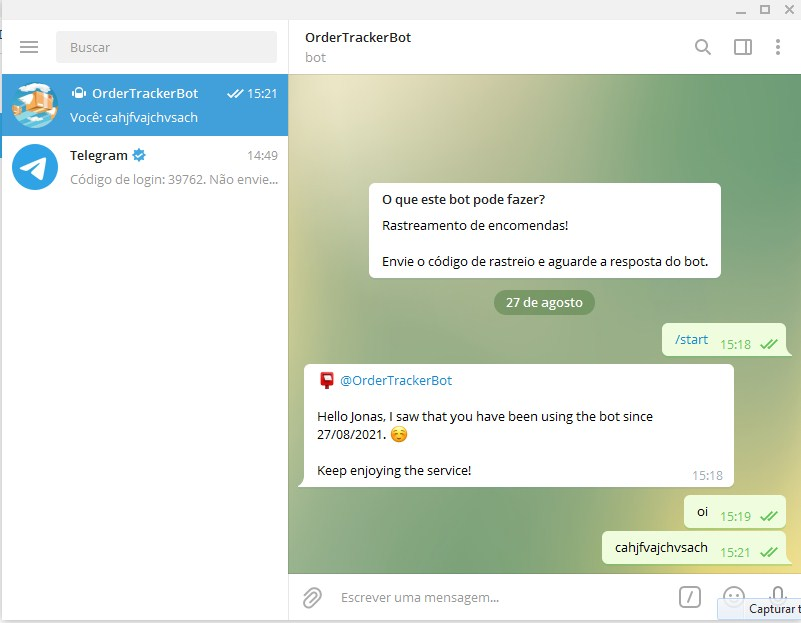 Buscar
OrderTrackerBot
15:21
Você: cahjfvajchvsach
Telegram
14:49
Código de login: 39762. Não envie...
OrderTrackerBot
bot
O que este bot pode fazer?
Rastreamento de encomendas!
Envie o código de rastreio e aguarde a resposta do bot.
27 de agosto
/start
15:18
@OrderTrackerBot
Hello Jonas, I saw that you have been using the bot since
27/08/2021. ☺️
Keep enjoying the service!
15:18
oi
15:19
cahjfvajchvsach
15:21
Escrever uma mensagem...
Capturar t